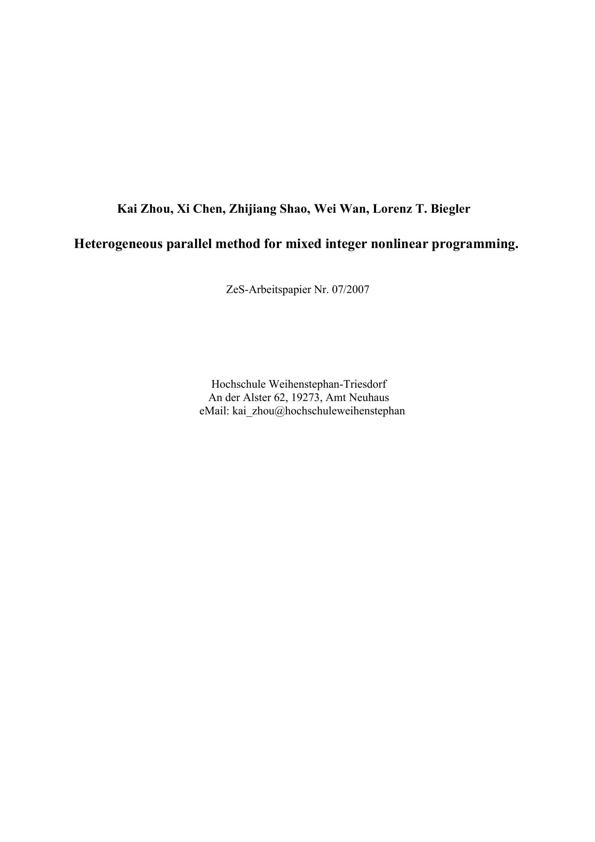 Kai Zhou, Xi Chen, Zhijiang Shao, Wei Wan, Lorenz T. Biegler
Heterogeneous parallel method for mixed integer nonlinear programming.
ZeS-Arbeitspapier Nr. 07/2007
Hochschule Weihenstephan-Triesdorf
An der Alster 62, 19273, Amt Neuhaus
eMail: kai_zhou@hochschuleweihenstephan